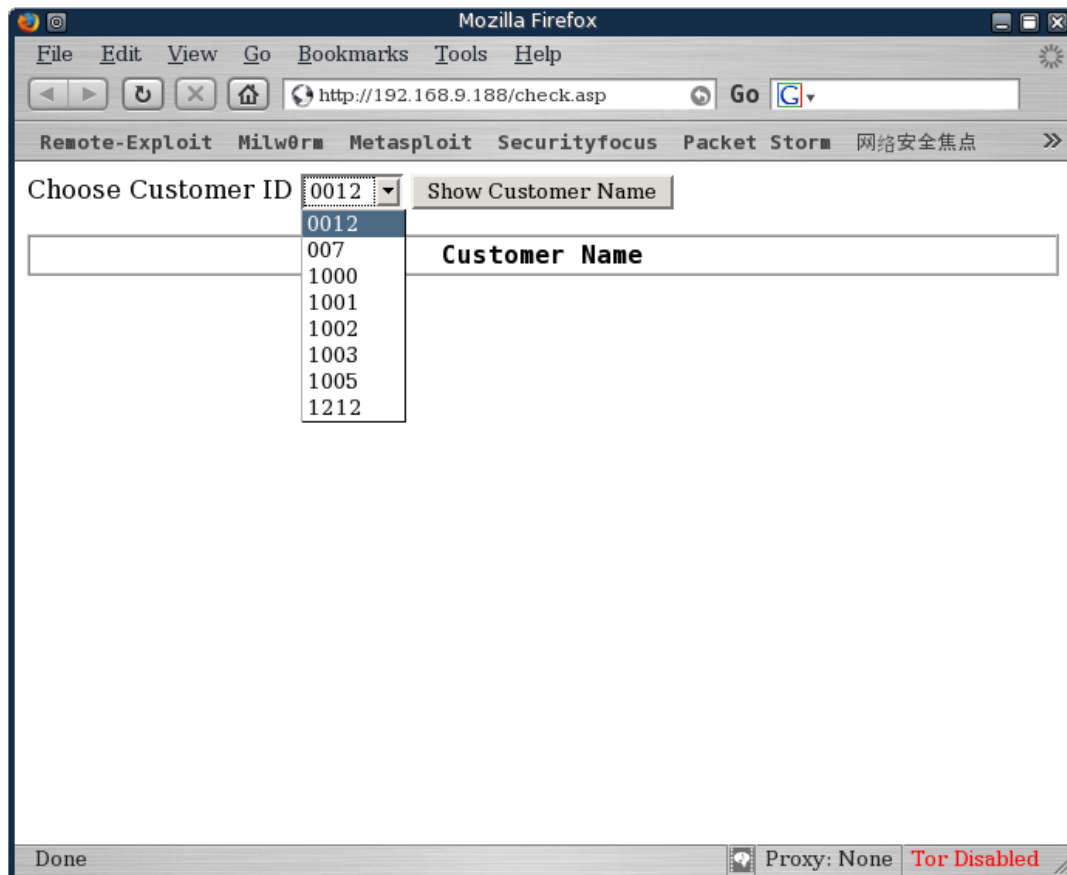 Mozilla Firefox
File Edit View Go Bookmarks Tools Help
http://192.168.9.188/check.asp Go G
Remote-Exploit Milw0rm Metasploit Securityfocus Packet Storm 网络安全焦点 »
Choose Customer ID 0012 Show Customer Name
0012
007
1000
1001
1002
1003
1005
1212
Customer Name
Done Proxy: None Tor Disabled